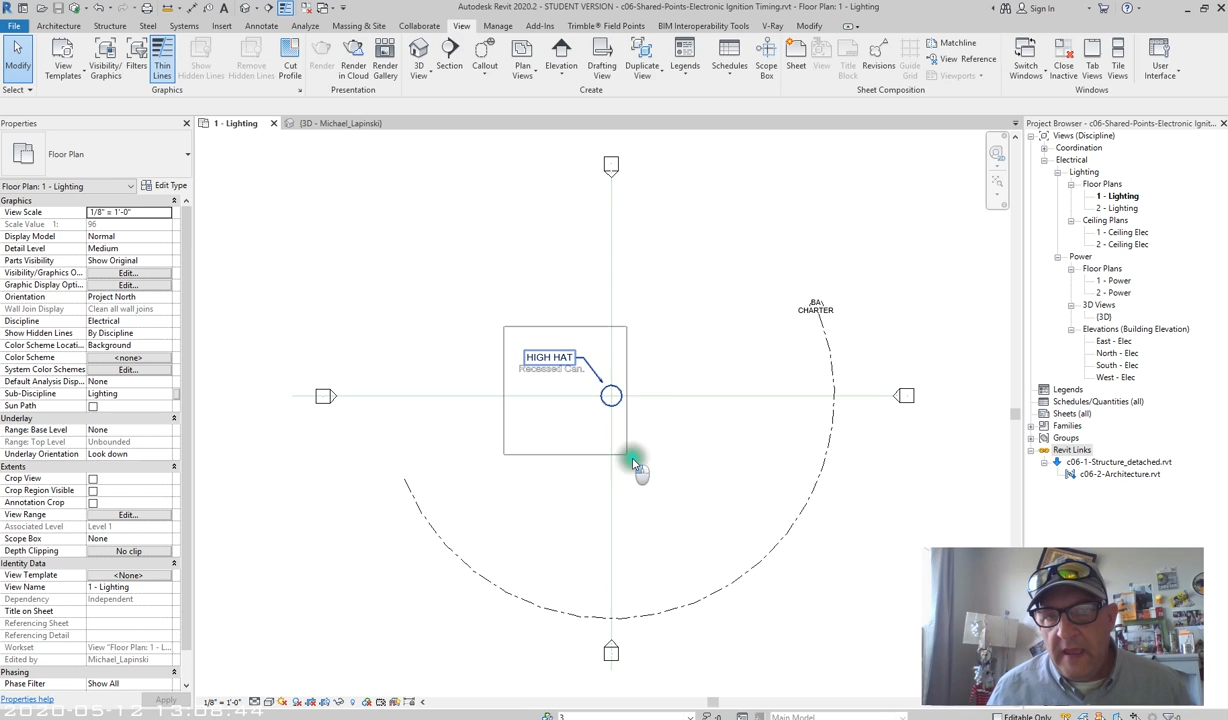 Autodesk Revit 2020.2 - STUDENT VERSION - c06-Shared-Points-Electronic Ignition Timing.rvt - Floor Plan: 1 - Lighting
Sign In
File Architecture Structure Steel Systems Insert Annotate Analyze Massing & Site Collaborate View Manage Add-Ins Trimble® Field Points BIM Interoperability Tools V-Ray Modify
Modify
View Templates
Visibility/ Graphics
Filters
Thin Lines
Show Hidden Lines
Remove Hidden Lines
Cut Profile
Render
Render in Cloud
Render Gallery
3D View
Section
Callout
Plan Views
Elevation
Drafting View
Duplicate View
Legends
Schedules
Scope Box
Sheet
View
Title Block
Revisions
Guide Grid
Matchline
View Reference
Viewports
Switch Windows
Close Inactive
Tab Views
Tile Views
User Interface
Select
Graphics
Presentation
Create
Sheet Composition
Windows
Properties
1 - Lighting
{3D - Michael_Lapinski}
Project Browser - c06-Shared-Points-Electronic Ignit...
Floor Plan
Floor Plan: 1 - Lighting
Edit Type
Graphics
View Scale 1/8" = 1'-0"
Scale Value 1: 96
Display Model Normal
Detail Level Medium
Parts Visibility Show Original
Visibility/Graphics O... Edit...
Graphic Display Opti... Edit...
Orientation Project North
Wall Join Display Clean all wall joins
Discipline Electrical
Show Hidden Lines By Discipline
Color Scheme Locati... Background
Color Scheme <none>
System Color Schemes Edit...
Default Analysis Disp... None
Sub-Discipline Lighting
Sun Path
Underlay
Range: Base Level None
Range: Top Level Unbounded
Underlay Orientation Look down
Extents
Crop View
Crop Region Visible
Annotation Crop
View Range Edit...
Associated Level Level 1
Scope Box None
Depth Clipping No clip
Identity Data
View Template <None>
View Name 1 - Lighting
Dependency Independent
Title on Sheet
Referencing Sheet
Referencing Detail
Workset View "Floor Plan: 1 - L...
Edited by Michael_Lapinski
Phasing
Phase Filter Show All
Properties help
Apply
2020-05-12 13:08:44
HIGH HAT
Recessed Can.
BA
CHARTER
Views (Discipline)
Coordination
Electrical
Lighting
Floor Plans
1 - Lighting
2 - Lighting
Ceiling Plans
1 - Ceiling Elec
2 - Ceiling Elec
Power
Floor Plans
1 - Power
2 - Power
3D Views
{3D}
Elevations (Building Elevation)
East - Elec
North - Elec
South - Elec
West - Elec
Legends
Schedules/Quantities (all)
Sheets (all)
Families
Groups
Revit Links
c06-1-Structure_detached.rvt
c06-2-Architecture.rvt
1/8" = 1'-0"
3
:0
Main Model
Editable Only
:0